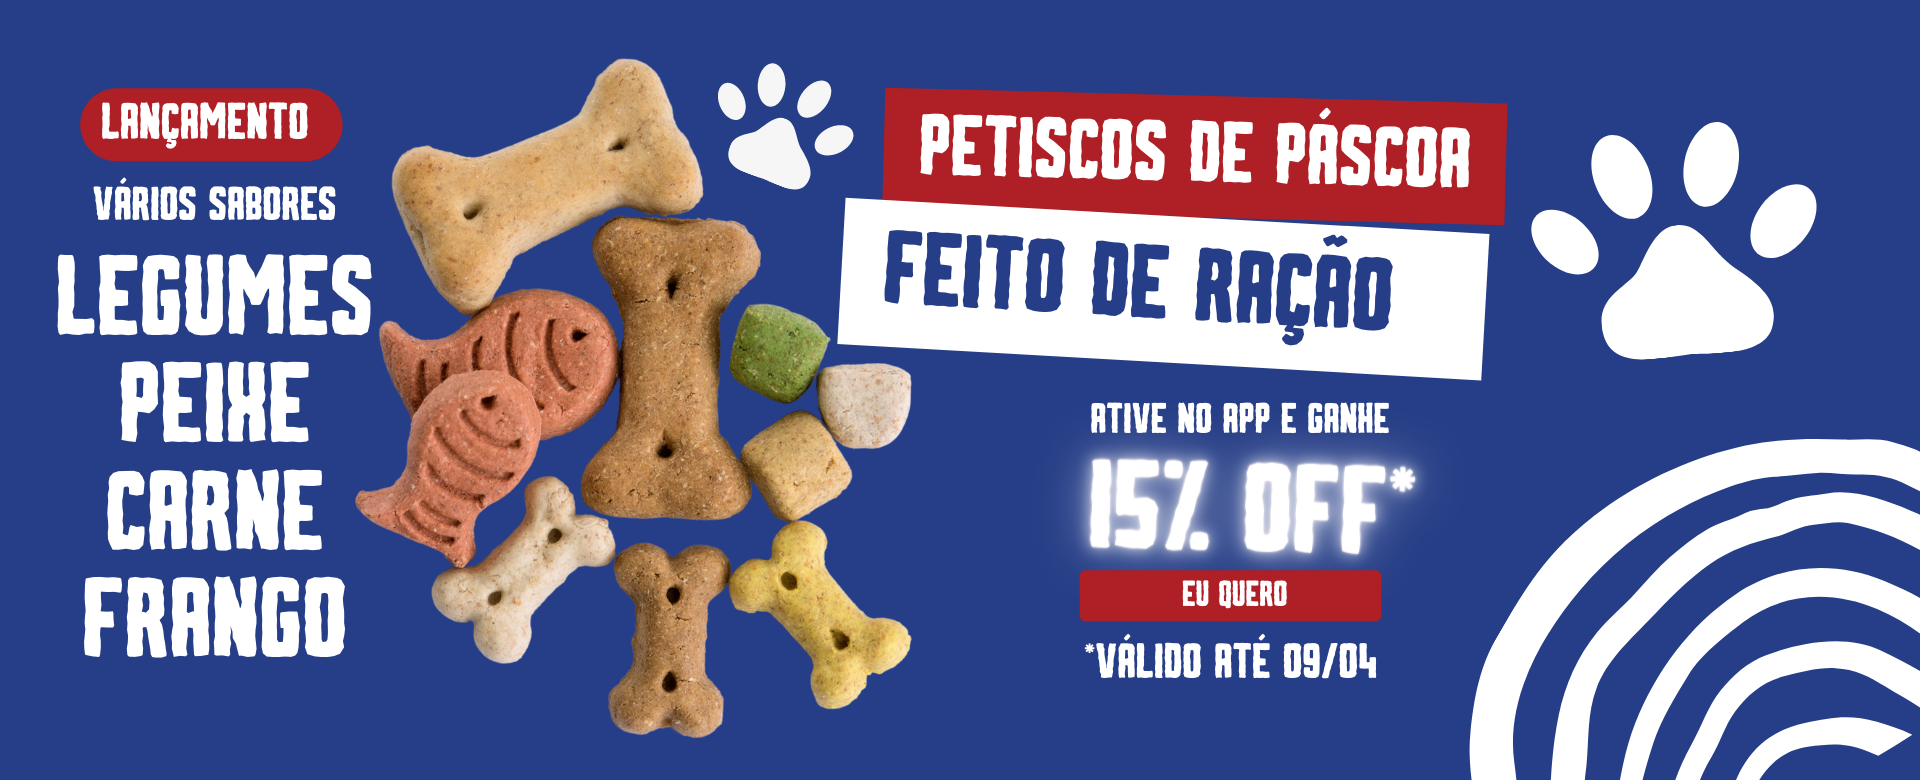 LANÇAMENTO
VÁRIOS SABORES
LEGUMES
PEIXE
CARNE
FRANGO
PETISCOS DE PÁSCOA
FEITO DE RAÇÃO
ATIVE NO APP E GANHE
15% OFF*
EU QUERO
*VÁLIDO ATÉ 09/04